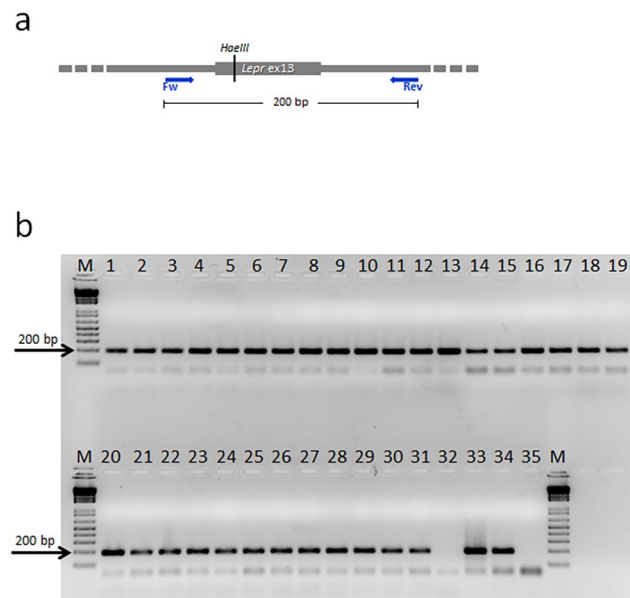 a
HaeIII
Lepr ex13
Fw Rev
200 bp
b
M 1 2 3 4 5 6 7 8 9 10 11 12 13 14 15 16 17 18 19
200 bp
M 20 21 22 23 24 25 26 27 28 29 30 31 32 33 34 35 M
200 bp